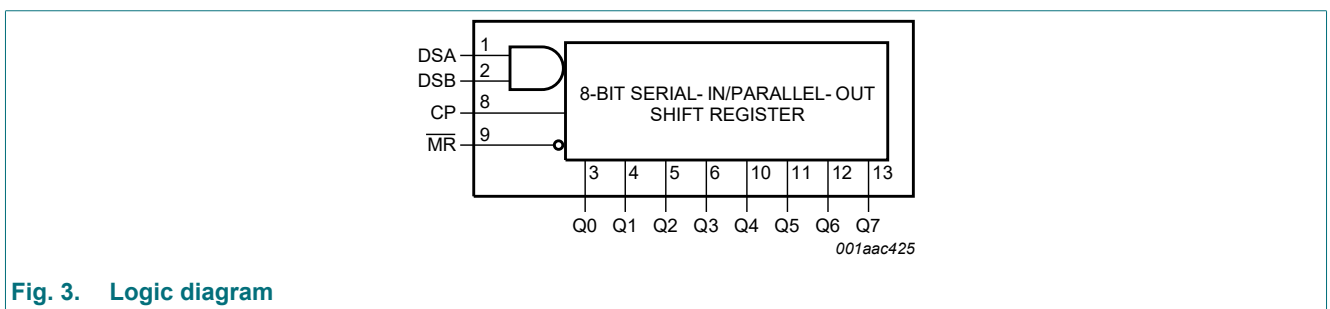 DSA 1
DSB 2
CP 8
MR 9
8-BIT SERIAL- IN/PARALLEL- OUT
SHIFT REGISTER
3 4 5 6 10 11 12 13
Q0 Q1 Q2 Q3 Q4 Q5 Q6 Q7
001aac425
Fig. 3. Logic diagram